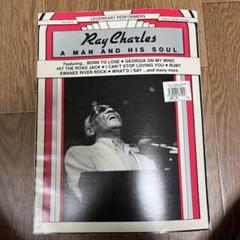 LEGENDARY PERFORMERS
Ray Charles
A MAN AND HIS SOUL
Featuring... BORN TO LOSE • GEORGIA ON MY MIND
HIT THE ROAD JACK • I CAN'T STOP LOVING YOU • RUBY
SWANEE RIVER ROCK • WHAT'D I SAY ...and many more